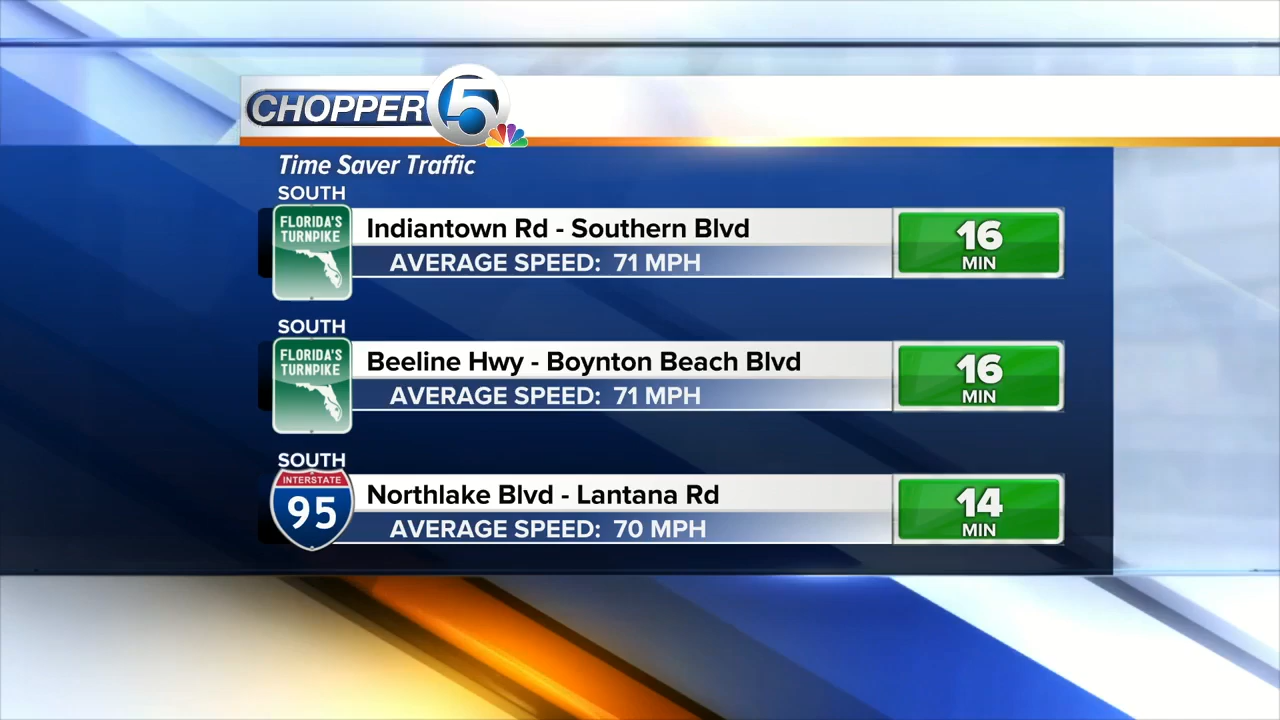 CHOPPER 5
Time Saver Traffic
SOUTH
FLORIDA'S
TURNPIKE
Indiantown Rd - Southern Blvd
AVERAGE SPEED: 71 MPH
16
MIN
SOUTH
FLORIDA'S
TURNPIKE
Beeline Hwy - Boynton Beach Blvd
AVERAGE SPEED: 71 MPH
16
MIN
SOUTH
INTERSTATE
95
Northlake Blvd - Lantana Rd
AVERAGE SPEED: 70 MPH
14
MIN